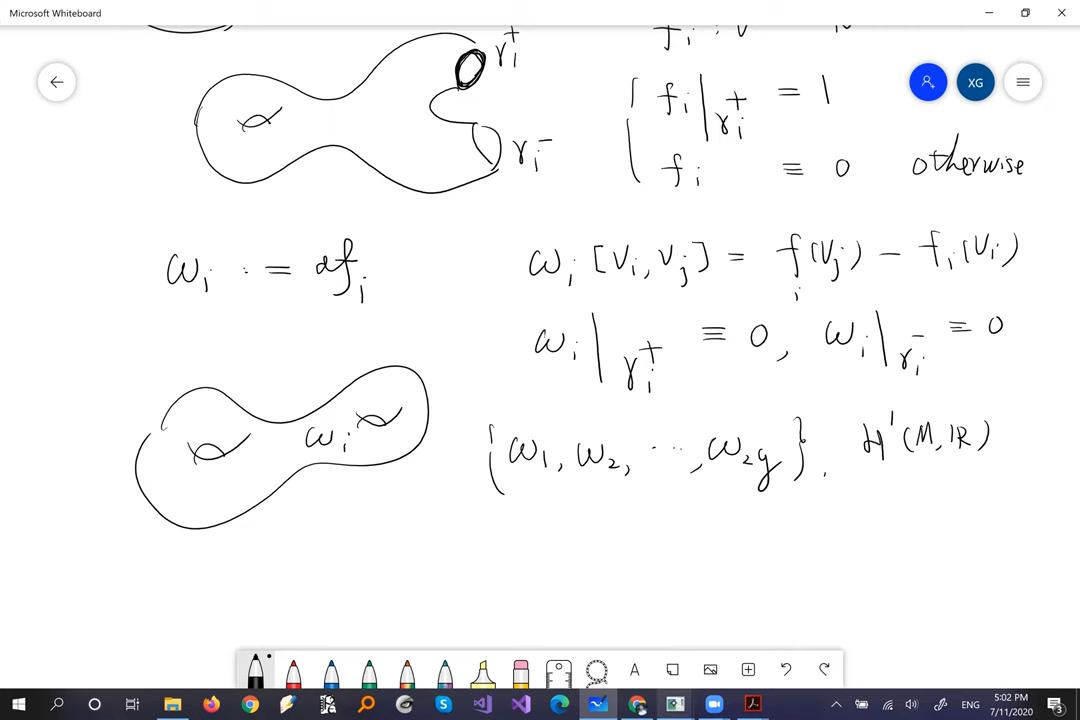 Microsoft Whiteboard
γᵢ⁺
fᵢ : V
XG
fᵢ|γᵢ⁺ = 1
γᵢ⁻
fᵢ ≡ 0 otherwise
ωᵢ := dfᵢ
ωᵢ [Vᵢ, Vⱼ] = fᵢ(Vⱼ) − fᵢ(Vᵢ)
ωᵢ|γᵢ⁺ ≡ 0, ωᵢ|γᵢ⁻ ≡ 0
ωᵢ
{ω₁, ω₂, ..., ω₂g}. H¹(M, ℝ)
A
ENG
5:02 PM
7/11/2020
3